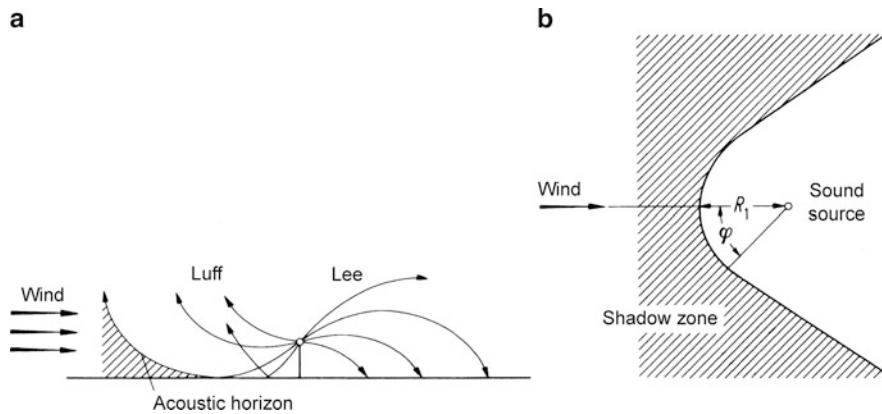 a
Wind
Luff
Lee
Acoustic horizon
b
Wind
R₁
φ
Sound
source
Shadow zone